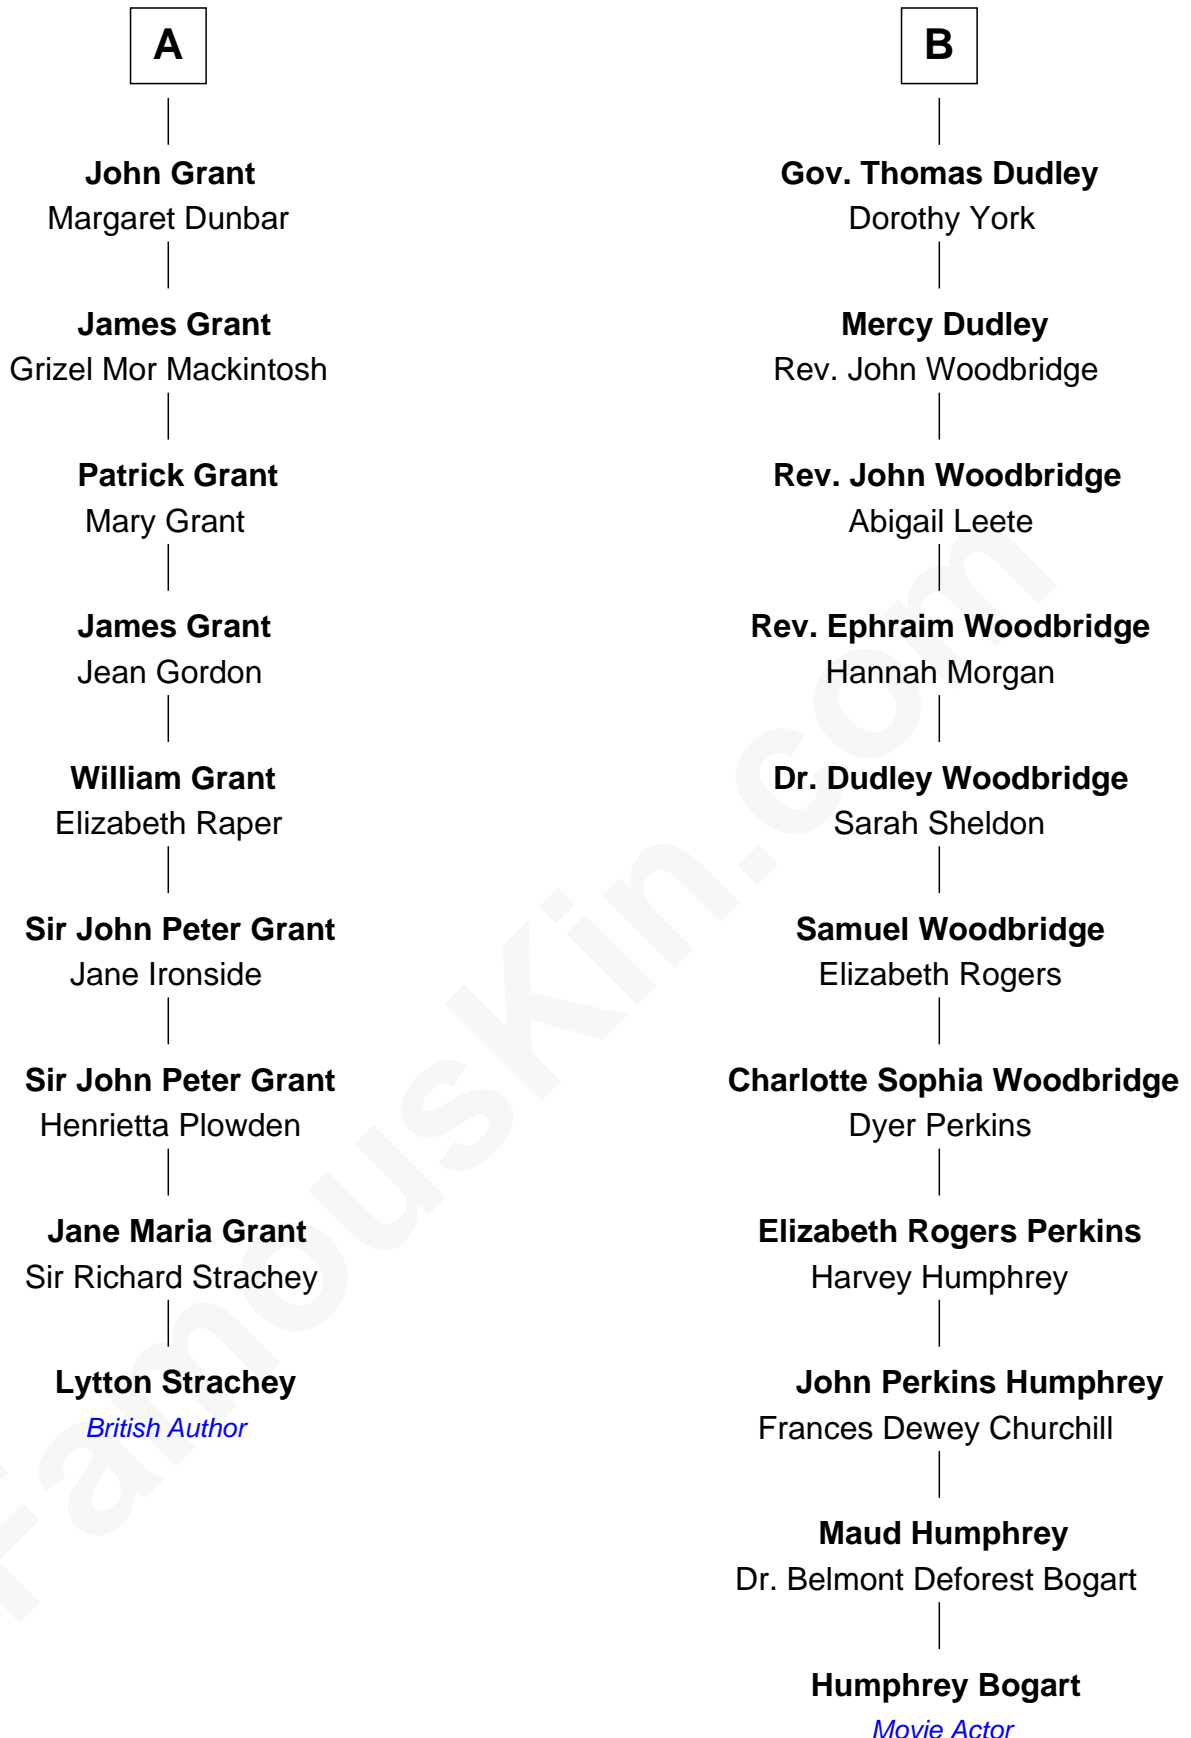 A
John Grant
Margaret Dunbar
James Grant
Grizel Mor Mackintosh
Patrick Grant
Mary Grant
James Grant
Jean Gordon
William Grant
Elizabeth Raper
Sir John Peter Grant
Jane Ironside
Sir John Peter Grant
Henrietta Plowden
Jane Maria Grant
Sir Richard Strachey
Lytton Strachey
British Author
B
Gov. Thomas Dudley
Dorothy York
Mercy Dudley
Rev. John Woodbridge
Rev. John Woodbridge
Abigail Leete
Rev. Ephraim Woodbridge
Hannah Morgan
Dr. Dudley Woodbridge
Sarah Sheldon
Samuel Woodbridge
Elizabeth Rogers
Charlotte Sophia Woodbridge
Dyer Perkins
Elizabeth Rogers Perkins
Harvey Humphrey
John Perkins Humphrey
Frances Dewey Churchill
Maud Humphrey
Dr. Belmont Deforest Bogart
Humphrey Bogart
Movie Actor
FamousKin.com